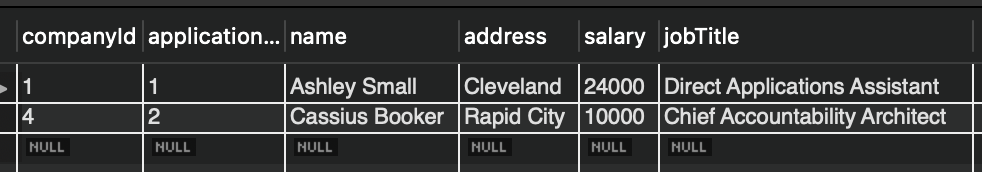 companyId application... name address salary jobTitle
1 1 Ashley Small Cleveland 24000 Direct Applications Assistant
4 2 Cassius Booker Rapid City 10000 Chief Accountability Architect
NULL NULL NULL NULL NULL NULL